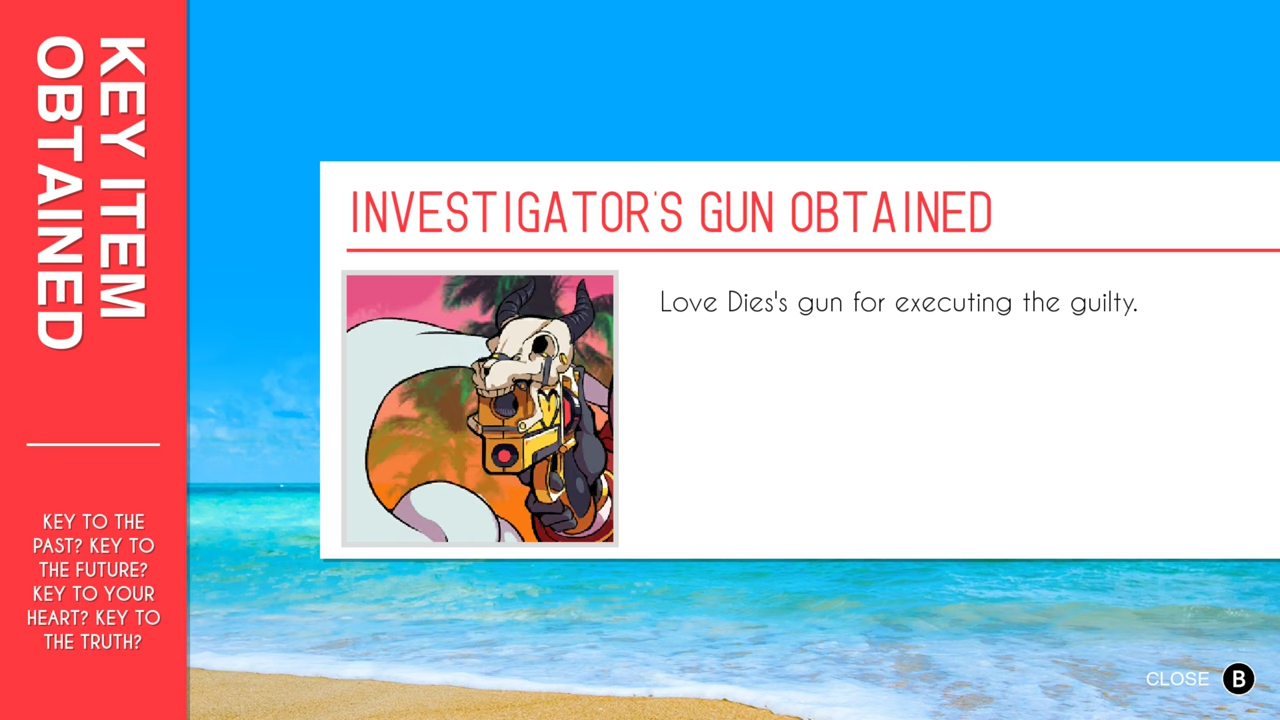 KEY ITEM
OBTAINED
KEY TO THE
PAST? KEY TO
THE FUTURE?
KEY TO YOUR
HEART? KEY TO
THE TRUTH?
INVESTIGATOR'S GUN OBTAINED
Love Dies's gun for executing the guilty.
CLOSE B